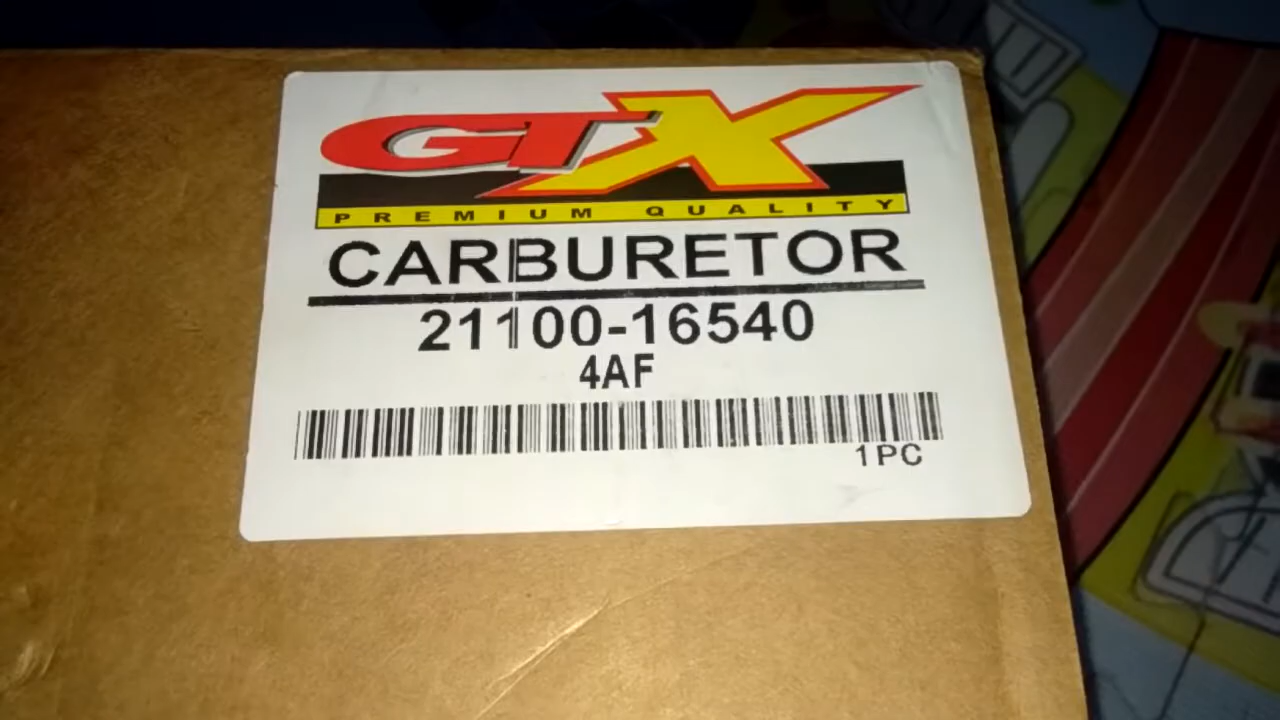 GTX
PREMIUM QUALITY
CARBURETOR
21100-16540
4AF
1PC